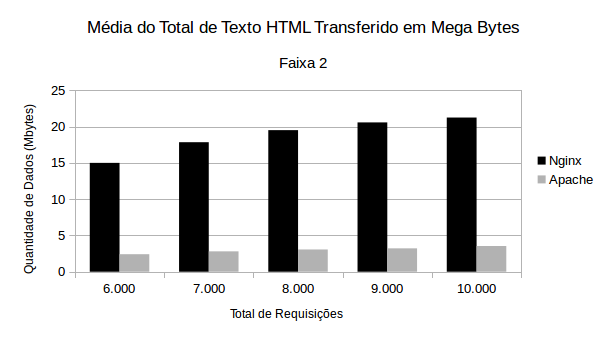 Média do Total de Texto HTML Transferido em Mega Bytes
Faixa 2
Quantidade de Dados (Mbytes)
25
20
15
10
5
0
6.000 7.000 8.000 9.000 10.000
Total de Requisições
Nginx
Apache